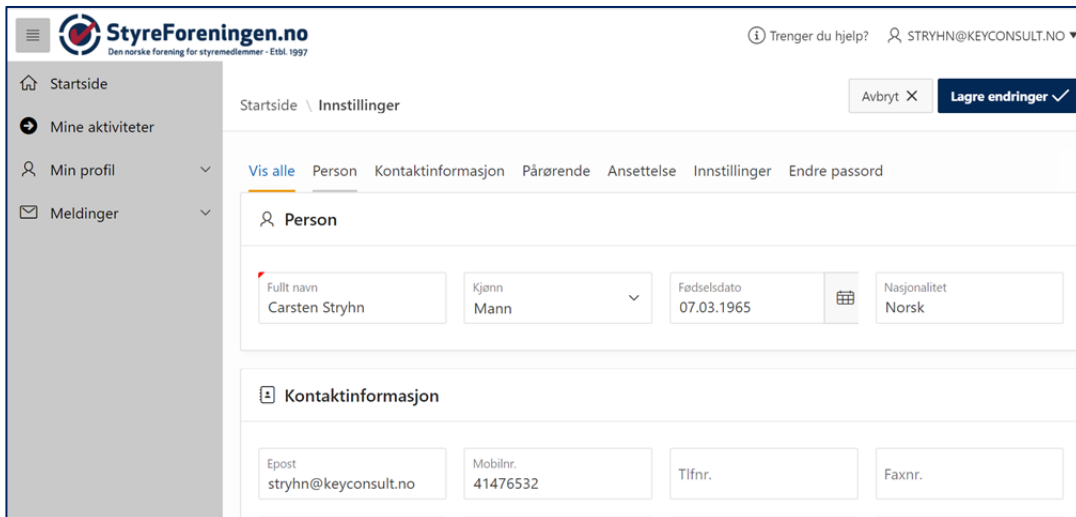 StyreForeningen.no
Den norske forening for styremedlemmer - Etbl. 1997
Trenger du hjelp?
STRYHN@KEYCONSULT.NO
Startside
Mine aktiviteter
Min profil
Meldinger
Startside \ Innstillinger
Avbryt
Lagre endringer
Vis alle Person Kontaktinformasjon Pårørende Ansettelse Innstillinger Endre passord
Person
Fullt navn
Carsten Stryhn
Kjønn
Mann
Fødselsdato
07.03.1965
Nasjonalitet
Norsk
Kontaktinformasjon
Epost
stryhn@keyconsult.no
Mobilnr.
41476532
Tlfnr.
Faxnr.